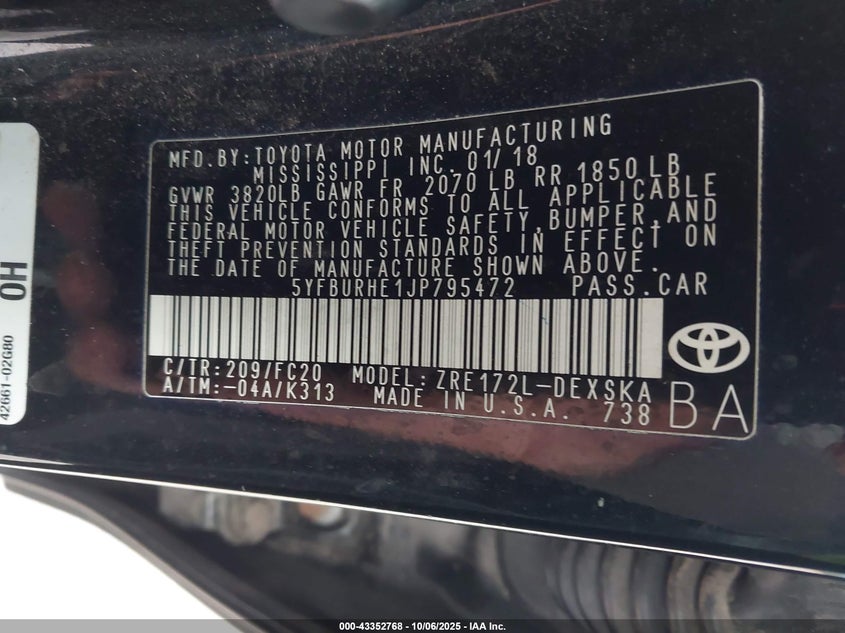 MFD. BY: TOYOTA MOTOR MANUFACTURING
MISSISSIPPI INC. 01/18
GVWR 3820LB GAWR FR 2070 LB RR 1850 LB
THIS VEHICLE CONFORMS TO ALL APPLICABLE
FEDERAL MOTOR VEHICLE SAFETY, BUMPER, AND
THEFT PREVENTION STANDARDS IN EFFECT ON
THE DATE OF MANUFACTURE SHOWN ABOVE.
5YFBURHE1JP795472 PASS. CAR
C/TR: 209/FC20 MODEL: ZRE172L-DEXSKA
A/TM: -04A/K313 MADE IN U.S.A. 738
BA
0H
42661-02G80
000-43352768 - 10/06/2025 - IAA Inc.